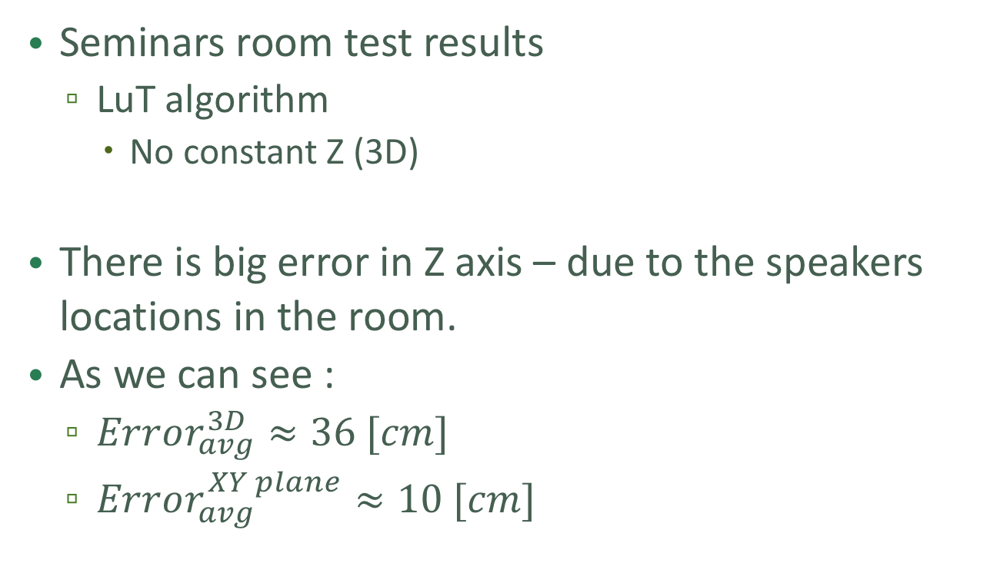 • Seminars room test results
▫ LuT algorithm
• No constant Z (3D)
• There is big error in Z axis – due to the speakers
locations in the room.
• As we can see :
▫ $Error_{avg}^{3D} \approx 36\ [cm]$
▫ $Error_{avg}^{XY\ plane} \approx 10\ [cm]$